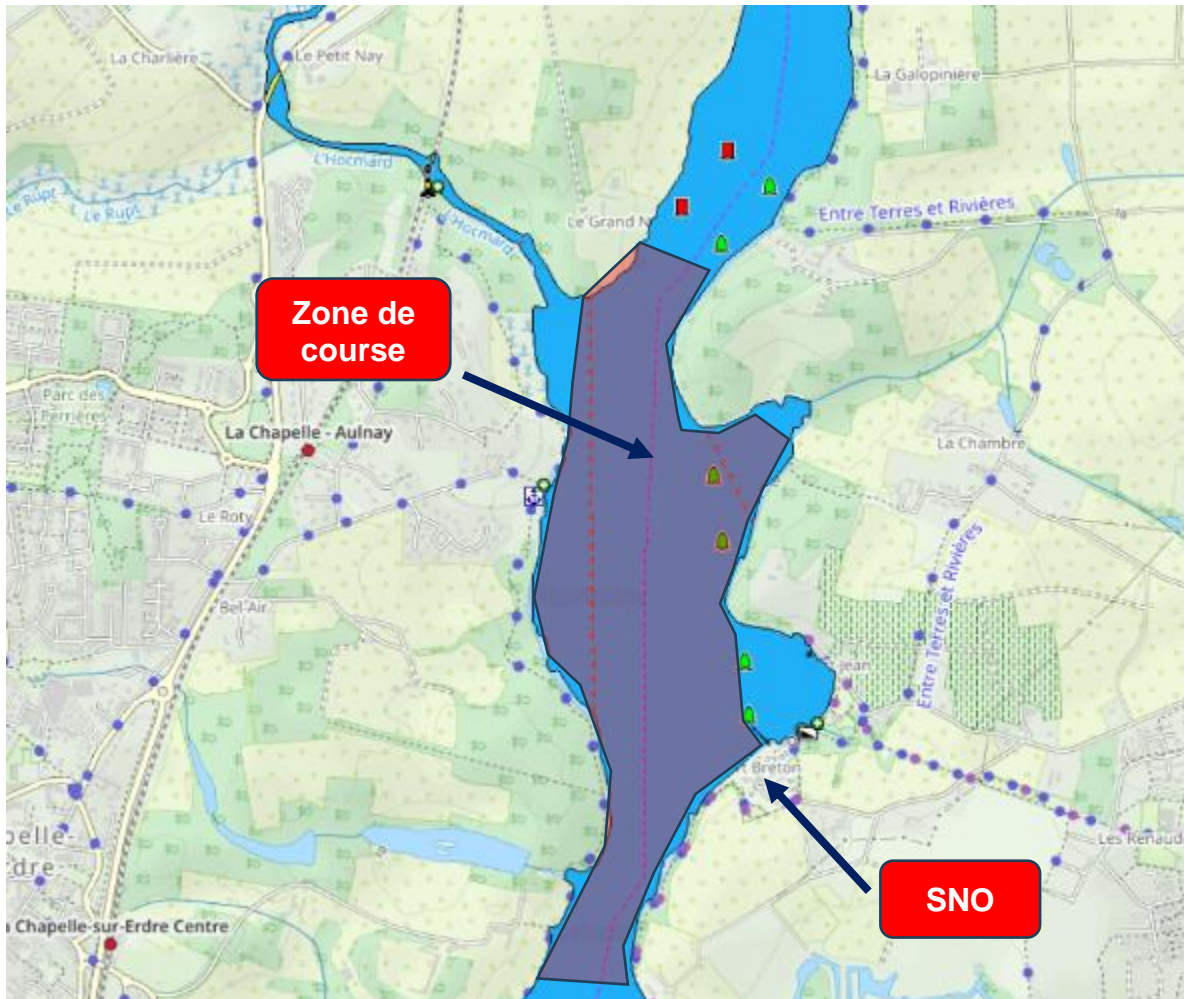 La Charlière
Le Petit Nay
La Galopinière
L'Hocmard
Le Rupt
Le Rupt
L'Hocmard
Entre Terres et Rivières
Le Grand N
Zone de
course
Parc des
Perrières
La Chapelle - Aulnay
La Chambre
Le Roty
Bel-Air
Entre Terres et Rivières
Jean
t Breton
Les Renaud
pelle-
dre
SNO
a Chapelle-sur-Erdre Centre